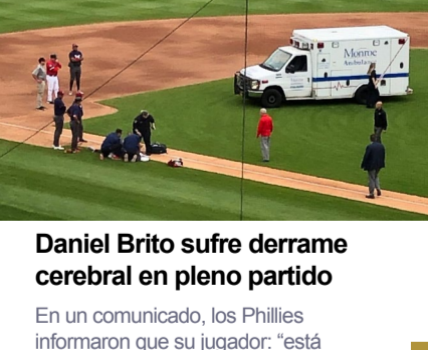 Monroe
Ambulance
Daniel Brito sufre derrame
cerebral en pleno partido
En un comunicado, los Phillies
informaron que su jugador: “está